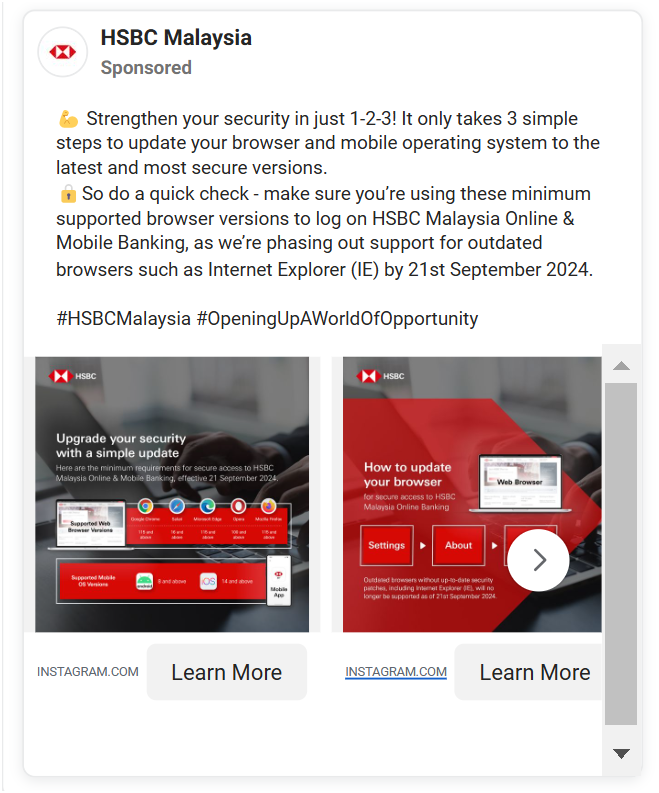 HSBC Malaysia
Sponsored
💪 Strengthen your security in just 1-2-3! It only takes 3 simple
steps to update your browser and mobile operating system to the
latest and most secure versions.
🔒 So do a quick check - make sure you’re using these minimum
supported browser versions to log on HSBC Malaysia Online &
Mobile Banking, as we’re phasing out support for outdated
browsers such as Internet Explorer (IE) by 21st September 2024.
#HSBCMalaysia #OpeningUpAWorldOfOpportunity
HSBC
Upgrade your security
with a simple update
Here are the minimum requirements for secure access to HSBC
Malaysia Online & Mobile Banking, effective 21 September 2024.
Supported Web
Browser Versions
Google Chrome
Safari
Microsoft Edge
Opera
Mozilla Firefox
and above
and above
and above
and above
and above
Supported Mobile
OS Versions
android
8 and above
iOS
14 and above
Mobile
App
INSTAGRAM.COM
Learn More
HSBC
How to update
your browser
for secure access to HSBC
Malaysia Online Banking
Web Browser
Settings
About
Outdated browsers without up-to-date security
patches, including Internet Explorer (IE), will no
longer be supported as of 21st September 2024.
INSTAGRAM.COM
Learn More